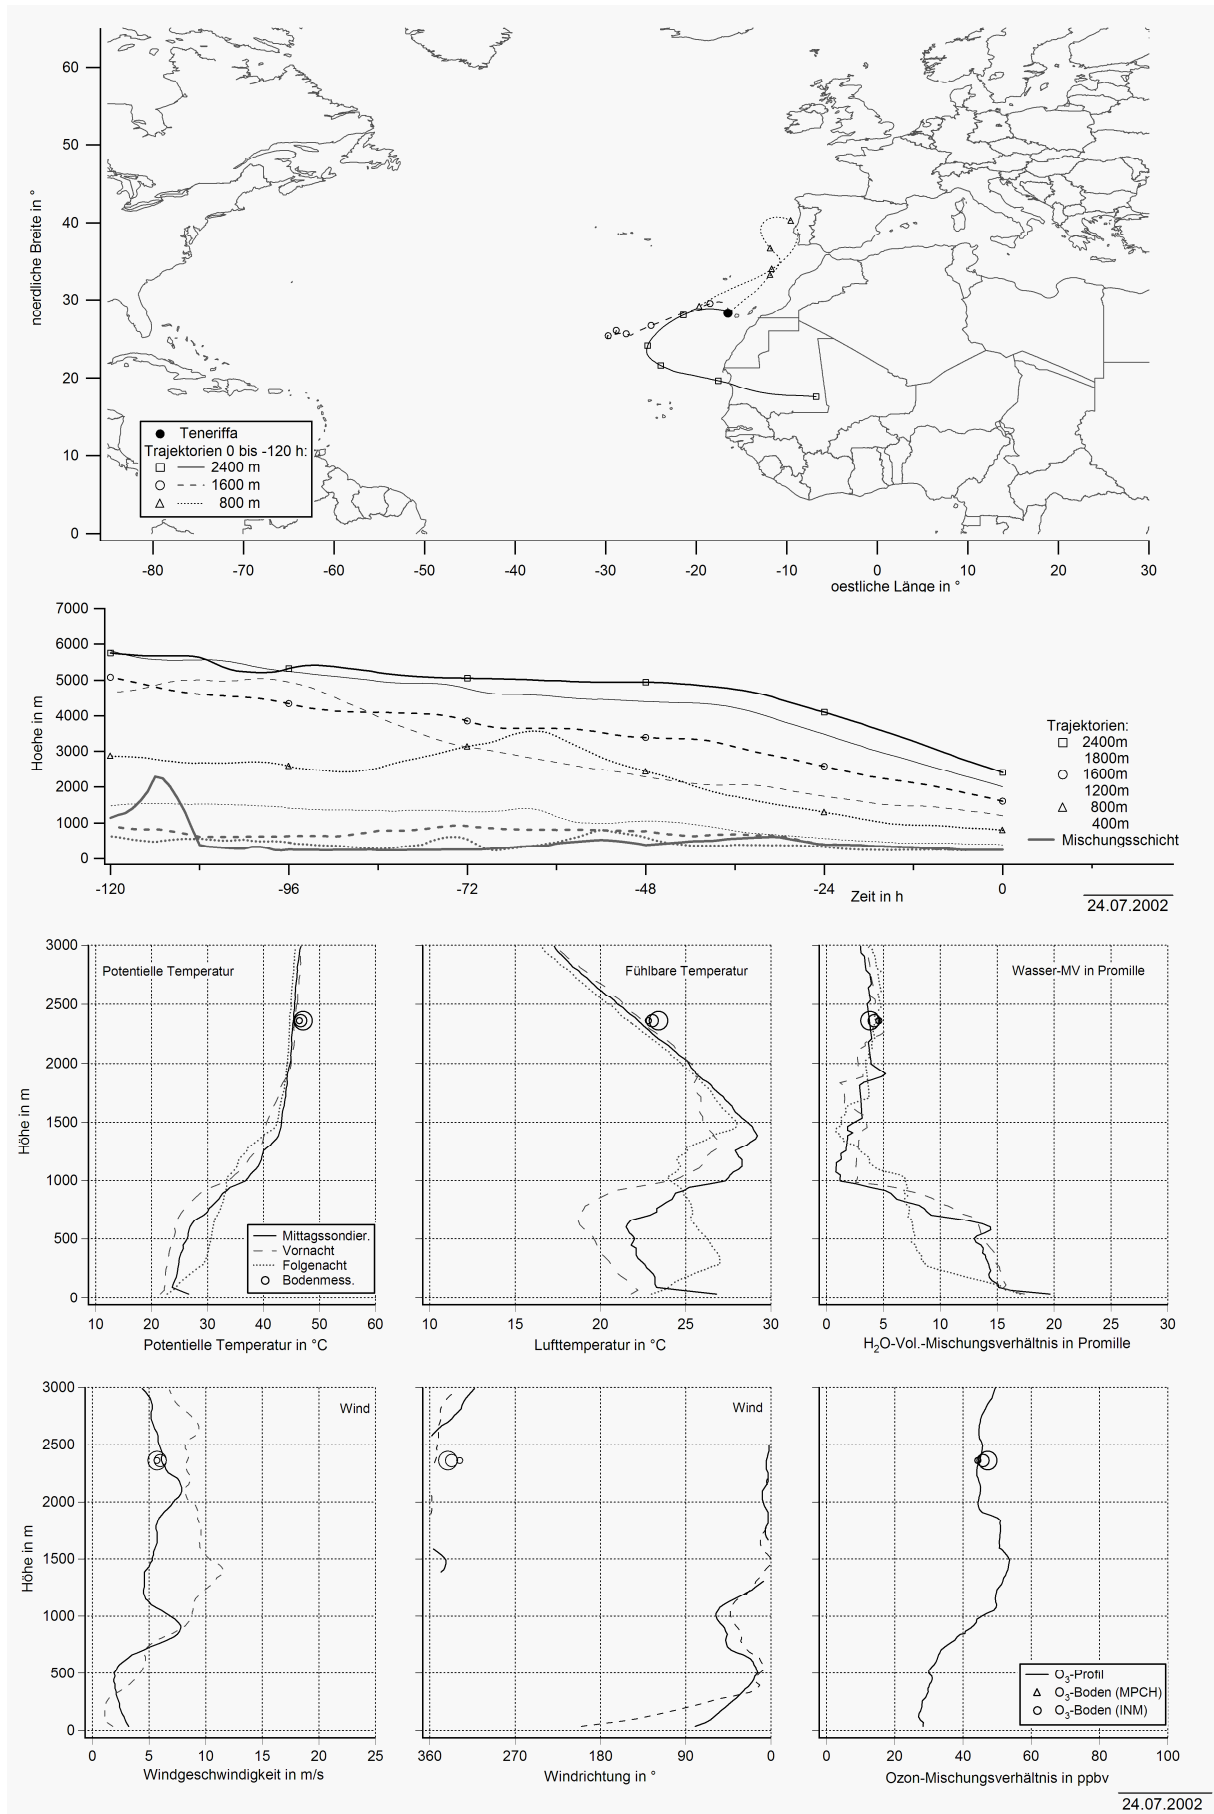 60
50
40
30
20
10
0
noerdliche Breite in °
Teneriffa
Trajektorien 0 bis -120 h:
2400 m
1600 m
800 m
-80 -70 -60 -50 -40 -30 -20 -10 0 10 20 30
oestliche Länge in °
7000
6000
5000
4000
3000
2000
1000
0
Hoehe in m
Trajektorien:
2400m
1800m
1600m
1200m
800m
400m
Mischungsschicht
-120 -96 -72 -48 -24 0
Zeit in h
24.07.2002
3000
2500
2000
1500
1000
500
0
Höhe in m
Potentielle Temperatur
Mittagssondier.
Vornacht
Folgenacht
Bodenmess.
10 20 30 40 50 60
Potentielle Temperatur in °C
Fühlbare Temperatur
10 15 20 25 30
Lufttemperatur in °C
Wasser-MV in Promille
0 5 10 15 20 25 30
H2O-Vol.-Mischungsverhältnis in Promille
3000
2500
2000
1500
1000
500
0
Höhe in m
Wind
0 5 10 15 20 25
Windgeschwindigkeit in m/s
Wind
360 270 180 90 0
Windrichtung in °
O3-Profil
O3-Boden (MPCH)
O3-Boden (INM)
0 20 40 60 80 100
Ozon-Mischungsverhältnis in ppbv
24.07.2002